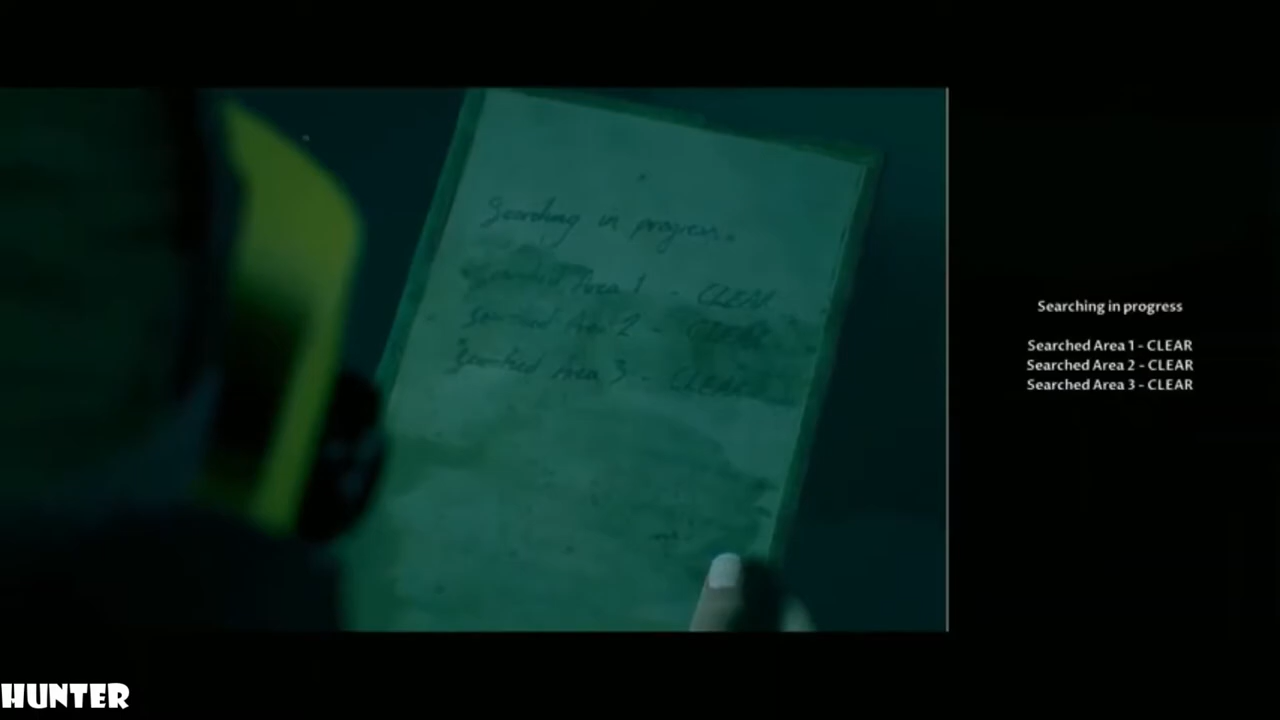 Searching in progress.
Searched Area 1 - CLEAR
Searched Area 2 - CLEAR
Searched Area 3 - CLEAR
Searching in progress
Searched Area 1 - CLEAR
Searched Area 2 - CLEAR
Searched Area 3 - CLEAR
HUNTER